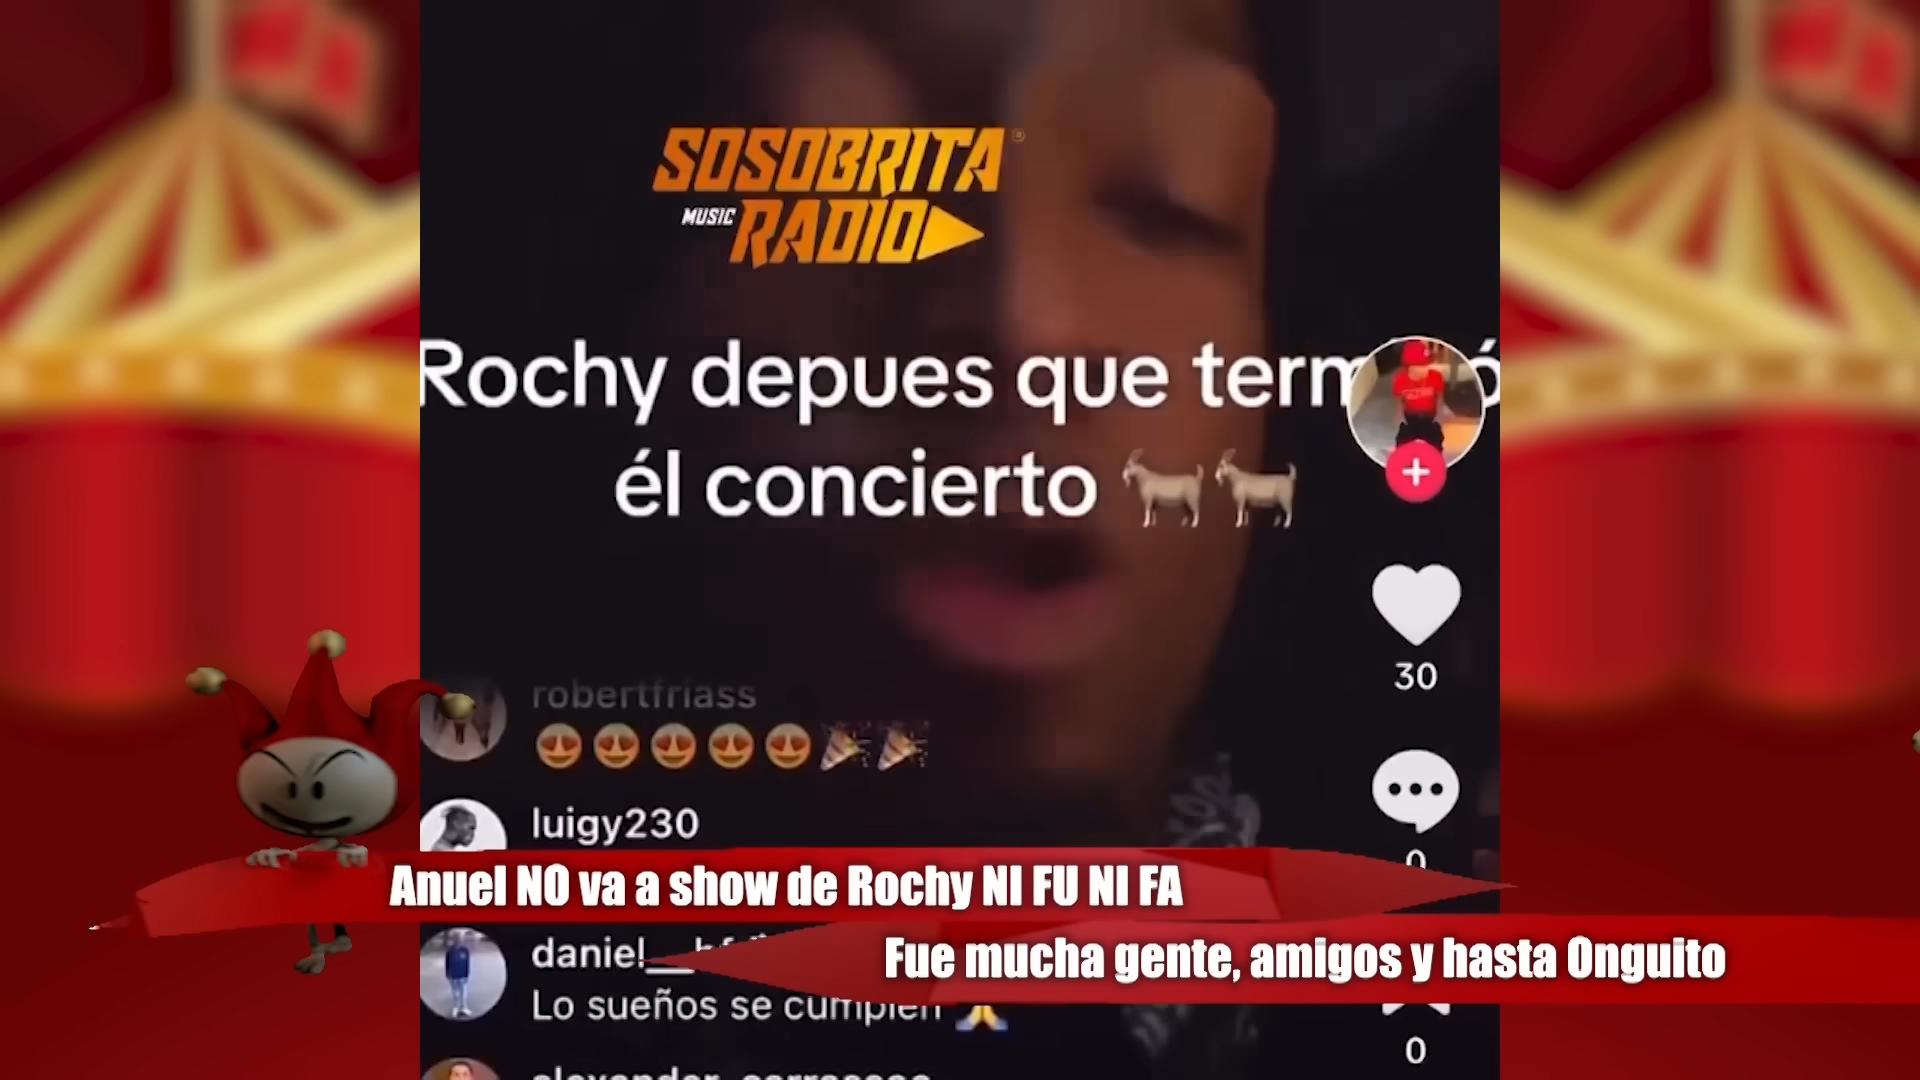 SOSOBRITA
MUSIC RADIO
Rochy depues que
él concierto
30
robertfriass
luigy230
0
Anuel NO va a show de Rochy NI FU NI FA
Fue mucha gente, amigos y hasta Onguito
Lo sueños se cumplen
0